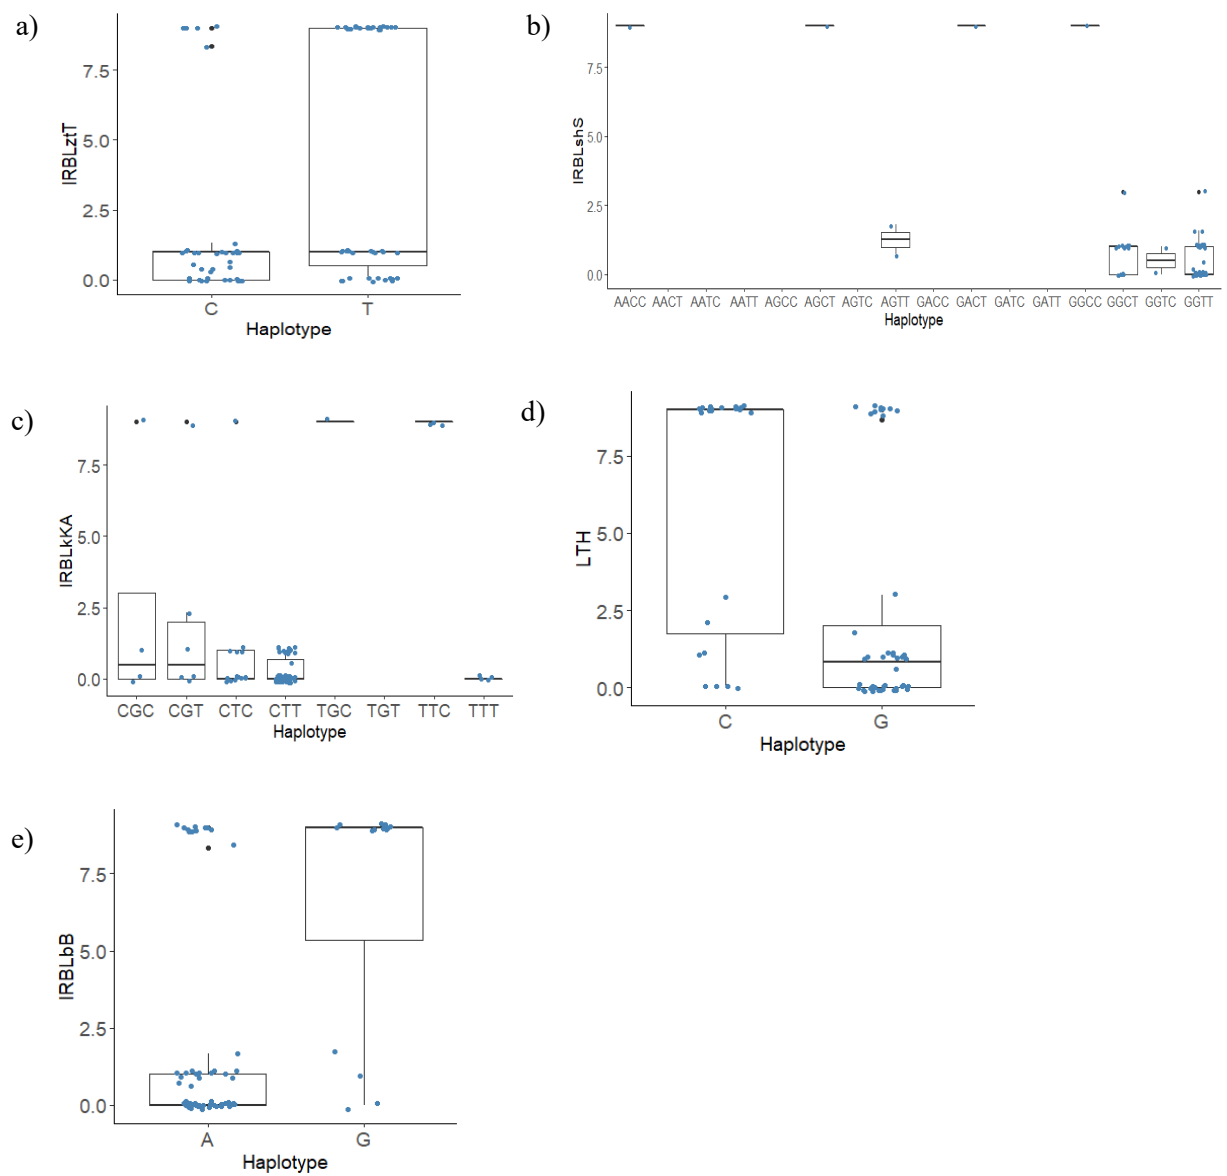 a)
7.5
5.0
2.5
0.0
IRBLztT
C T
Haplotype
b)
7.5
5.0
2.5
0.0
IRBLshS
AACC AACT AATC AATT AGCC AGCT AGTC AGTT GACC GACT GATC GATT GGCC GGCT GGTC GGTT
Haplotype
c)
7.5
5.0
2.5
0.0
IRBLkKA
CGC CGT CTC CTT TGC TGT TTC TTT
Haplotype
d)
7.5
5.0
2.5
0.0
LTH
C G
Haplotype
e)
7.5
5.0
2.5
0.0
IRBLbB
A G
Haplotype